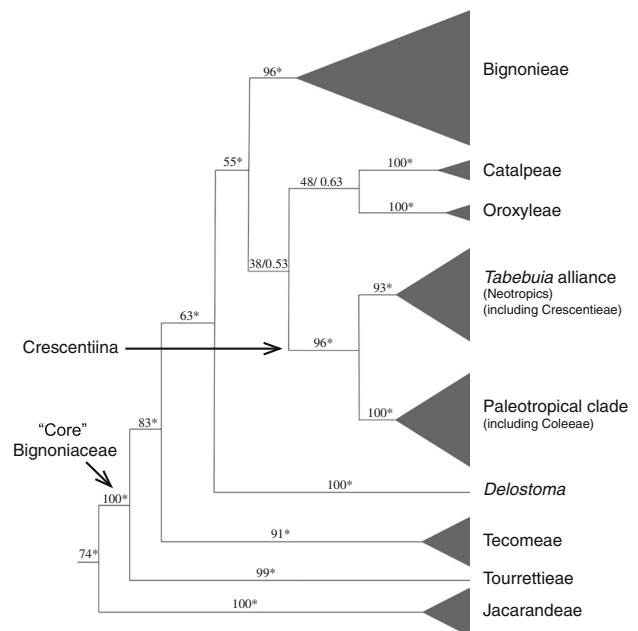 Bignonieae
96*
55*
Catalpeae
100*
48/ 0.63
Oroxyleae
100*
38/0.53
Tabebuia alliance
(Neotropics)
(including Crescentieae)
93*
63*
Crescentiina
96*
Paleotropical clade
(including Coleeae)
100*
83*
"Core"
Bignoniaceae
100*
100*
Delostoma
91*
Tecomeae
74*
99*
Tourrettieae
100*
Jacarandeae